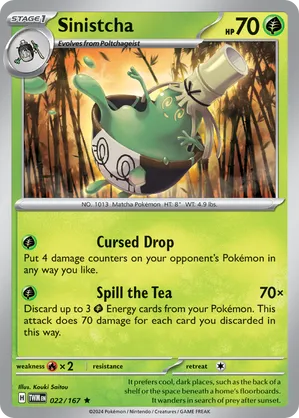 STAGE 1
Sinistcha
HP 70
Evolves from Poltchageist
NO. 1013 Matcha Pokémon HT: 8" WT: 4.9 lbs.
Cursed Drop
Put 4 damage counters on your opponent's Pokémon in
any way you like.
Spill the Tea 70×
Discard up to 3 Energy cards from your Pokémon. This
attack does 70 damage for each card you discarded in
this way.
weakness ×2 resistance retreat
Illus. Kouki Saitou
H TWM EN 022/167 ★
It prefers cool, dark places, such as the back of a
shelf or the space beneath a home's floorboards.
It wanders in search of prey after sunset.
©2024 Pokémon / Nintendo / Creatures / GAME FREAK